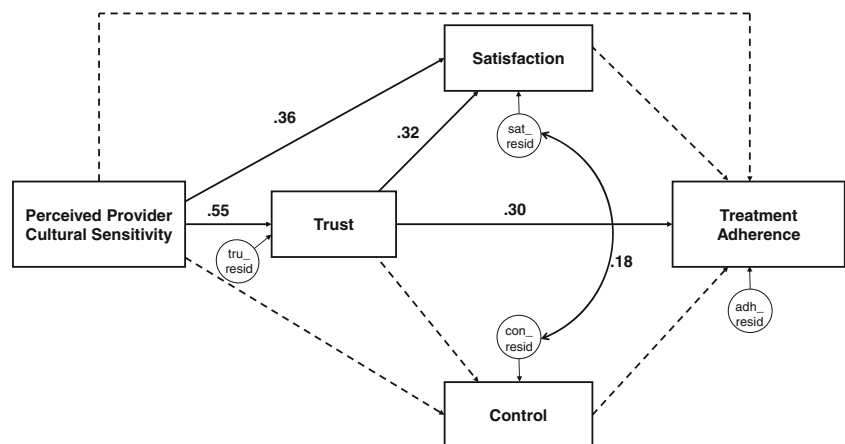 Satisfaction
.36
.32
sat_
resid
Perceived Provider
Cultural Sensitivity
.55
Trust
.30
Treatment
Adherence
tru_
resid
.18
con_
resid
adh_
resid
Control